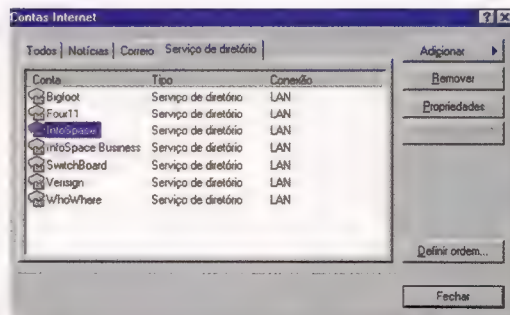 Contas Internet
Todos Notícias Correio Serviço de diretório
Adicionar
Conta Tipo Conexão
Remover
Bigfoot Serviço de diretório LAN
Propriedades
Four11 Serviço de diretório LAN
InfoSpace Serviço de diretório LAN
InfoSpace Business Serviço de diretório LAN
SwitchBoard Serviço de diretório LAN
Verisign Serviço de diretório LAN
WhoWhere Serviço de diretório LAN
Definir ordem...
Fechar